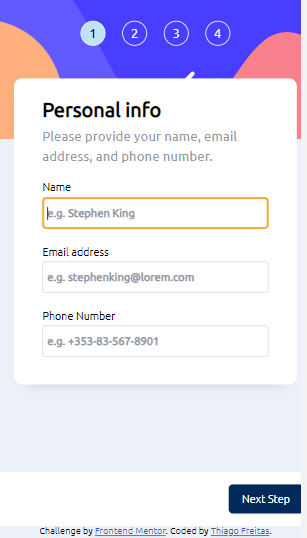 1 2 3 4
Personal info
Please provide your name, email
address, and phone number.
Name
e.g. Stephen King
Email address
e.g. stephenking@lorem.com
Phone Number
e.g. +353-83-567-8901
Next Step
Challenge by Frontend Mentor. Coded by Thiago Freitas.